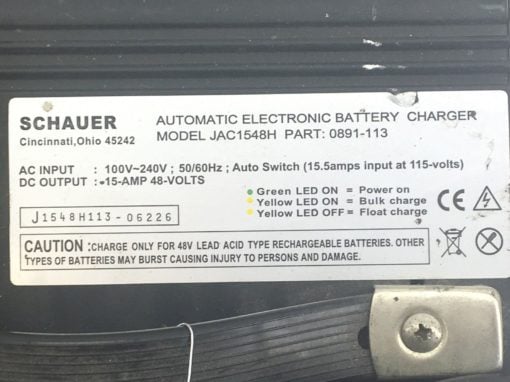 SCHAUER
Cincinnati,Ohio 45242
AUTOMATIC ELECTRONIC BATTERY CHARGER
MODEL JAC1548H PART: 0891-113
AC INPUT : 100V~240V ; 50/60Hz ; Auto Switch (15.5amps input at 115-volts)
DC OUTPUT : 15-AMP 48-VOLTS
Green LED ON = Power on
Yellow LED ON = Bulk charge
Yellow LED OFF = Float charge
J1548H113-06226
CE
CAUTION :CHARGE ONLY FOR 48V LEAD ACID TYPE RECHARGEABLE BATTERIES. OTHER
TYPES OF BATTERIES MAY BURST CAUSING INJURY TO PERSONS AND DAMAGE.